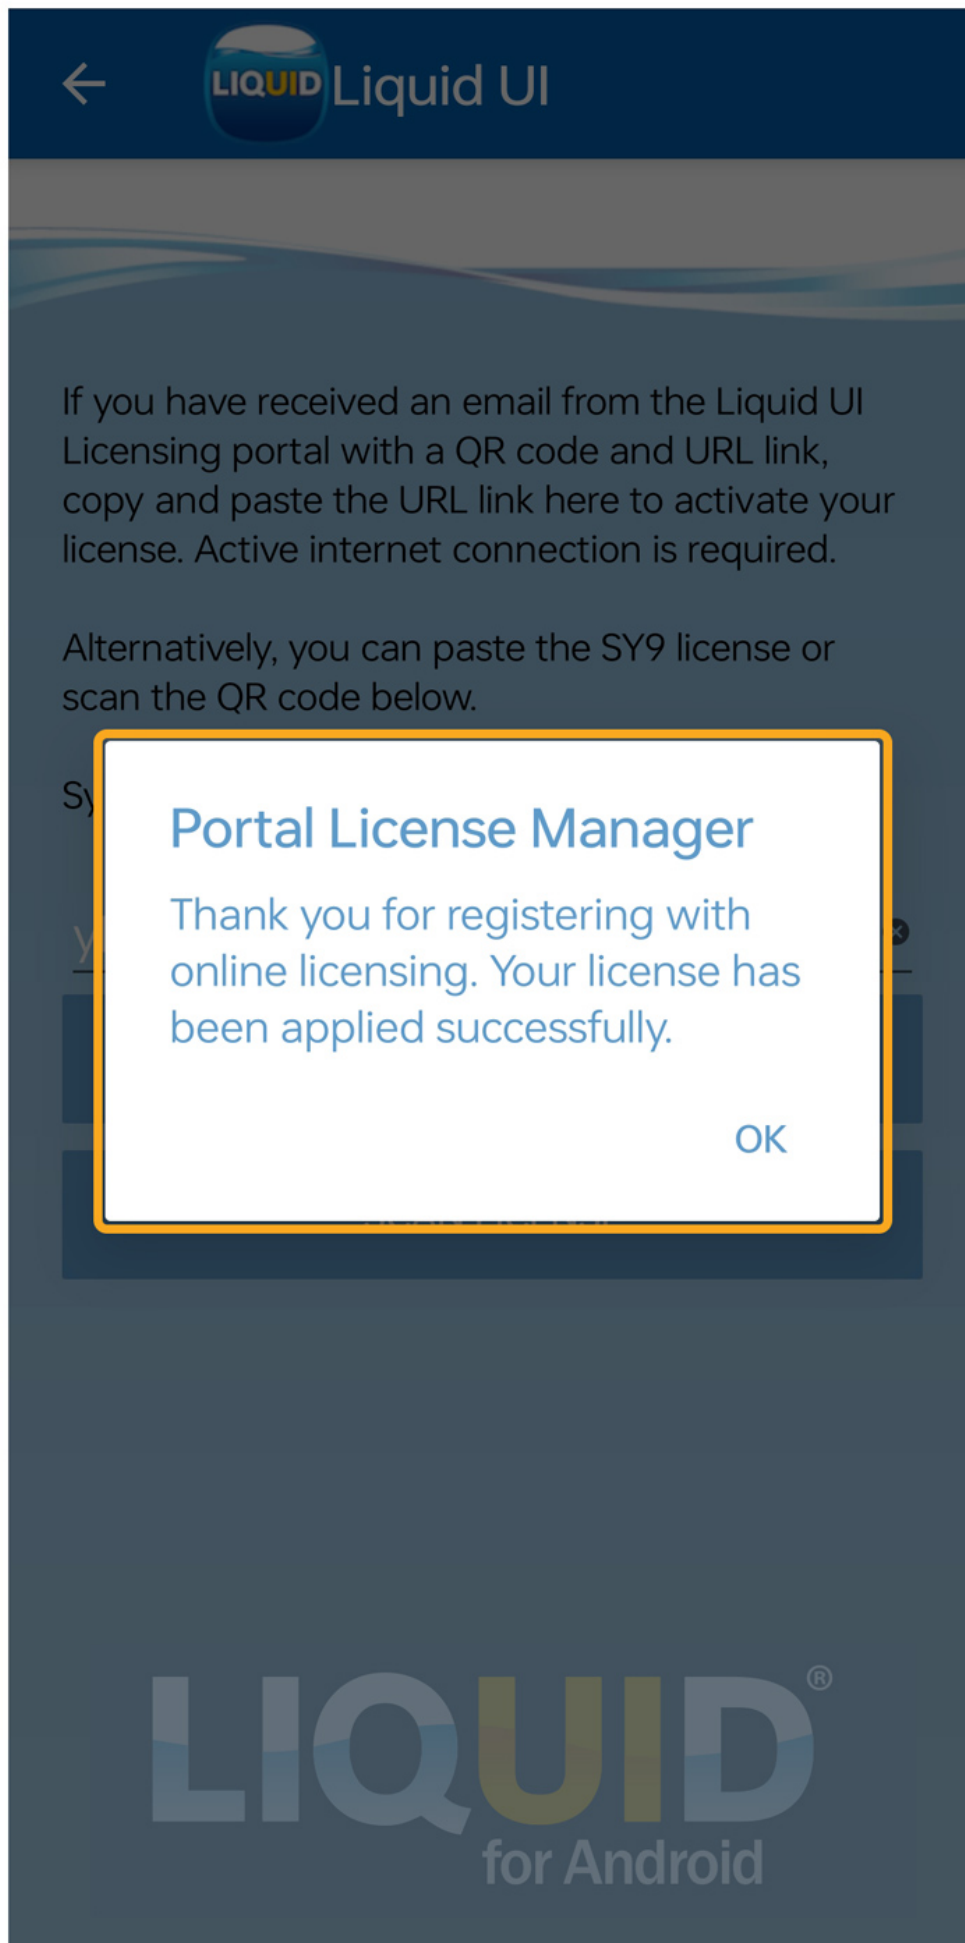 LIQUID Liquid UI
If you have received an email from the Liquid UI
Licensing portal with a QR code and URL link,
copy and paste the URL link here to activate your
license. Active internet connection is required.
Alternatively, you can paste the SY9 license or
scan the QR code below.
Portal License Manager
Thank you for registering with
online licensing. Your license has
been applied successfully.
OK
LIQUID®
for Android